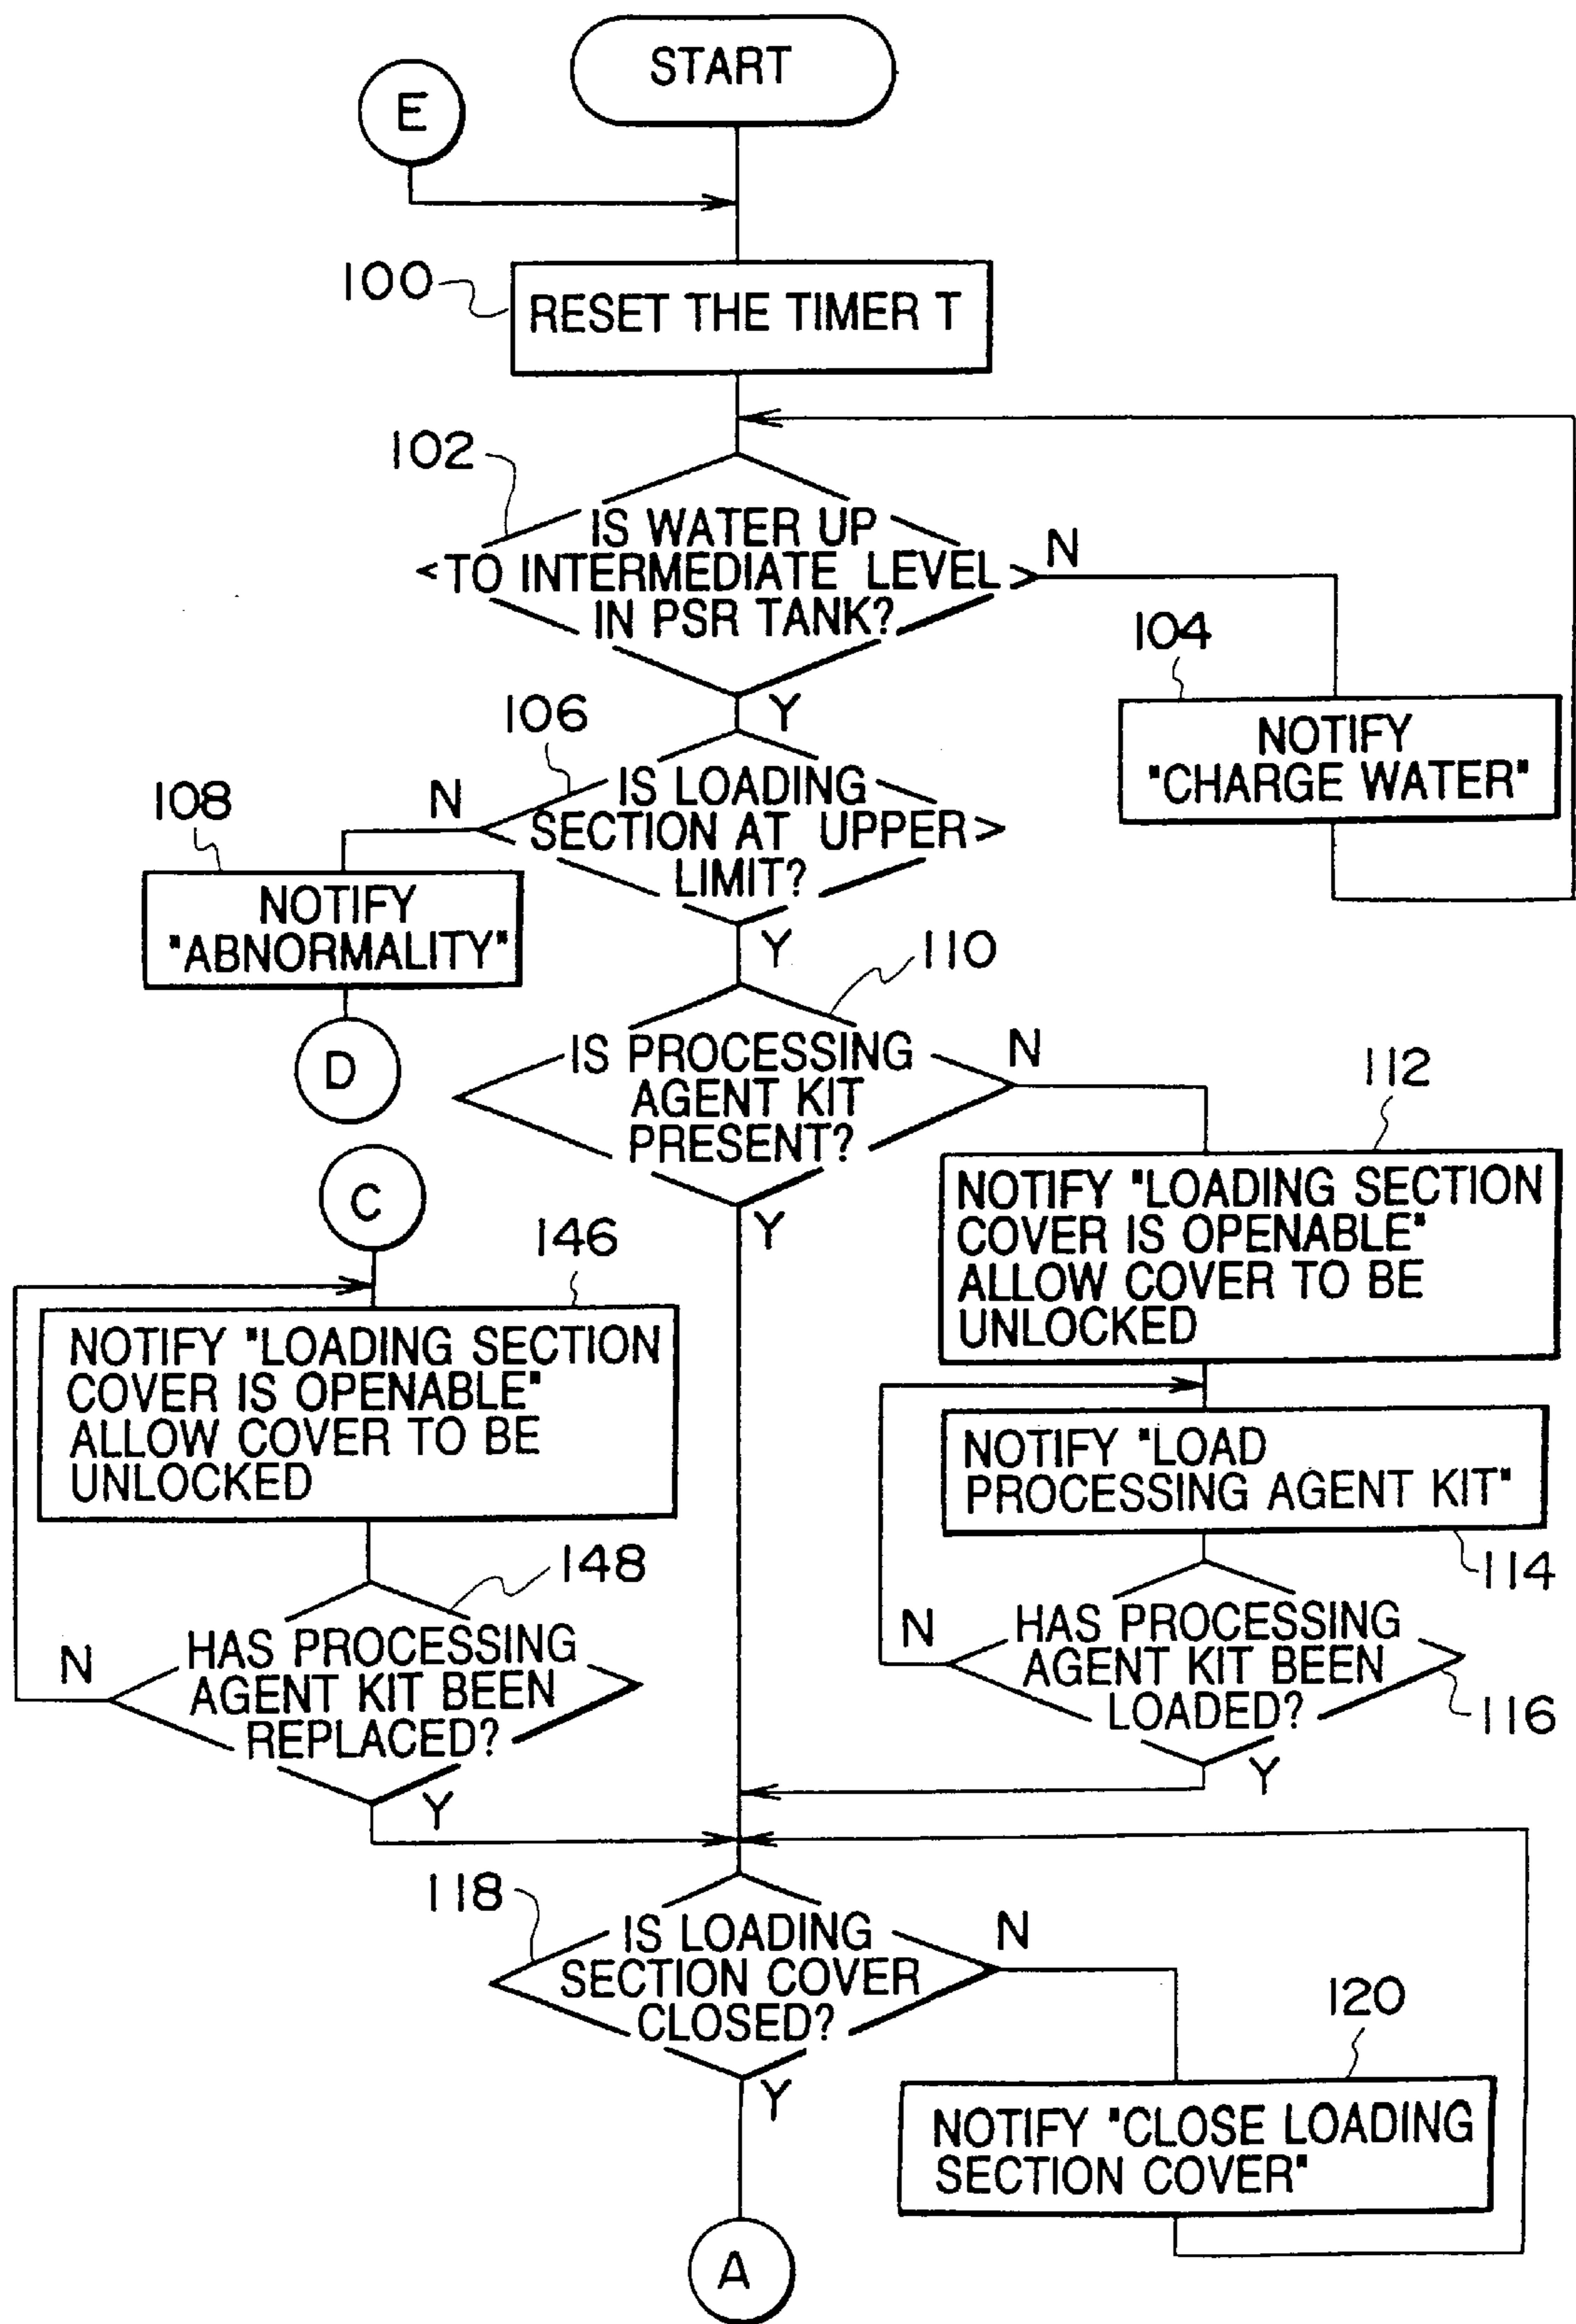 START
E
100
RESET THE TIMER T
102
IS WATER UP
TO INTERMEDIATE LEVEL
IN PSR TANK?
N
Y
104
NOTIFY
"CHARGE WATER"
106
IS LOADING
SECTION AT UPPER
LIMIT?
N
Y
108
NOTIFY
"ABNORMALITY"
D
110
IS PROCESSING
AGENT KIT
PRESENT?
N
Y
112
NOTIFY "LOADING SECTION
COVER IS OPENABLE"
ALLOW COVER TO BE
UNLOCKED
C
146
NOTIFY "LOADING SECTION
COVER IS OPENABLE"
ALLOW COVER TO BE
UNLOCKED
NOTIFY "LOAD
PROCESSING AGENT KIT"
114
148
HAS PROCESSING
AGENT KIT BEEN
REPLACED?
N
Y
HAS PROCESSING
AGENT KIT BEEN
LOADED?
N
116
Y
118
IS LOADING
SECTION COVER
CLOSED?
N
Y
120
NOTIFY "CLOSE LOADING
SECTION COVER"
A